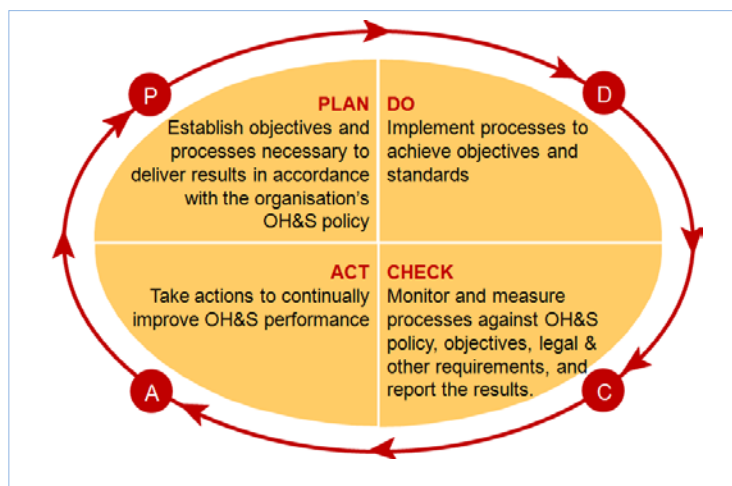 P
D
PLAN
Establish objectives and
processes necessary to
deliver results in accordance
with the organisation's
OH&S policy
DO
Implement processes to
achieve objectives and
standards
ACT
Take actions to continually
improve OH&S performance
CHECK
Monitor and measure
processes against OH&S
policy, objectives, legal &
other requirements, and
report the results.
A
C